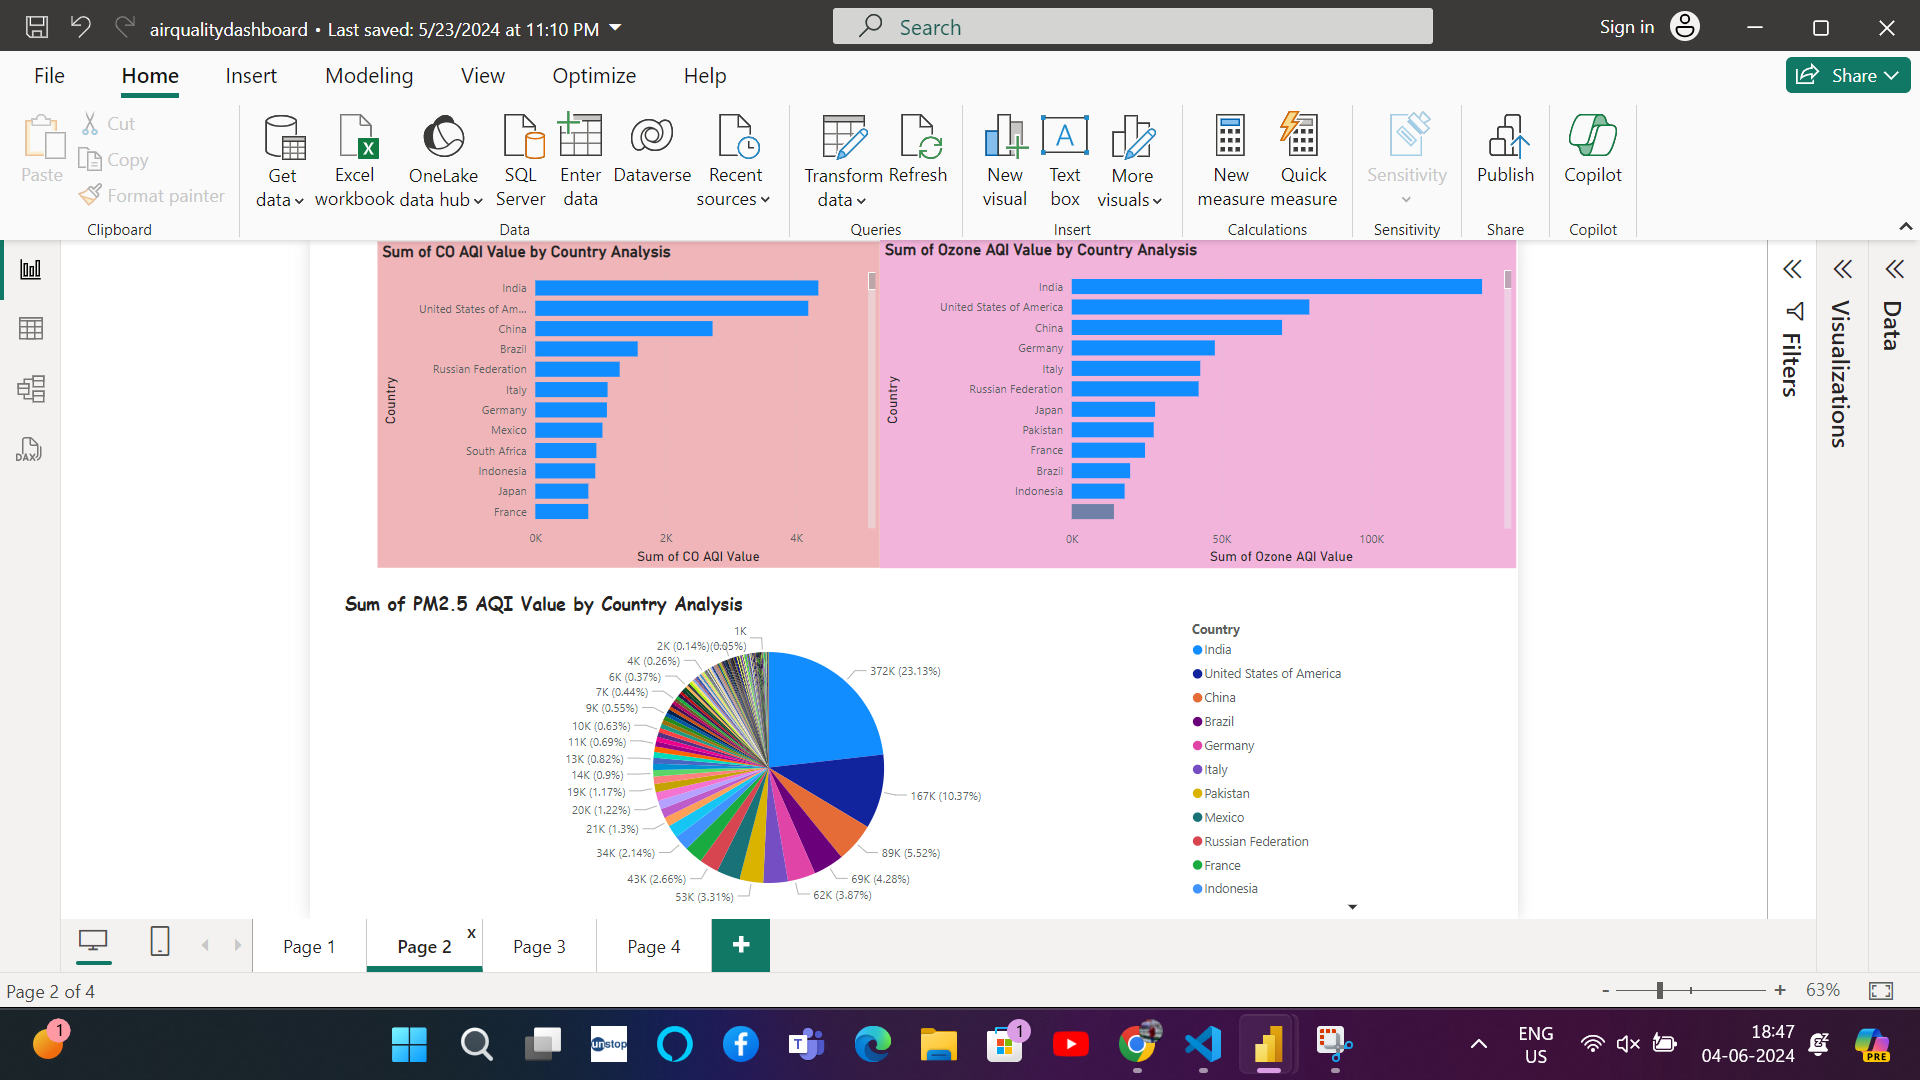 airqualitydashboard • Last saved: 5/23/2024 at 11:10 PM
Search
Sign in
File Home Insert Modeling View Optimize Help
Share
Paste
Cut
Copy
Format painter
Clipboard
Get data
Excel workbook
OneLake data hub
SQL Server
Enter data
Dataverse
Recent sources
Data
Transform data
Refresh
Queries
New visual
Text box
More visuals
Insert
New measure
Quick measure
Calculations
Sensitivity
Sensitivity
Publish
Share
Copilot
Copilot
DAX
Sum of CO AQI Value by Country Analysis
Country
India
United States of Am...
China
Brazil
Russian Federation
Italy
Germany
Mexico
South Africa
Indonesia
Japan
France
0K 2K 4K
Sum of CO AQI Value
Sum of Ozone AQI Value by Country Analysis
Country
India
United States of America
China
Germany
Italy
Russian Federation
Japan
Pakistan
France
Brazil
Indonesia
0K 50K 100K
Sum of Ozone AQI Value
Filters
Visualizations
Data
Sum of PM2.5 AQI Value by Country Analysis
1K
2K (0.14%)
(0.05%)
4K (0.26%)
6K (0.37%)
7K (0.44%)
9K (0.55%)
10K (0.63%)
11K (0.69%)
13K (0.82%)
14K (0.9%)
19K (1.17%)
20K (1.22%)
21K (1.3%)
34K (2.14%)
43K (2.66%)
53K (3.31%)
62K (3.87%)
69K (4.28%)
89K (5.52%)
167K (10.37%)
372K (23.13%)
Country
India
United States of America
China
Brazil
Germany
Italy
Pakistan
Mexico
Russian Federation
France
Indonesia
Page 1
Page 2 x
Page 3
Page 4
+
Page 2 of 4
- + 63%
1
unstop
T
1
ENG
US
18:47
04-06-2024
PRE